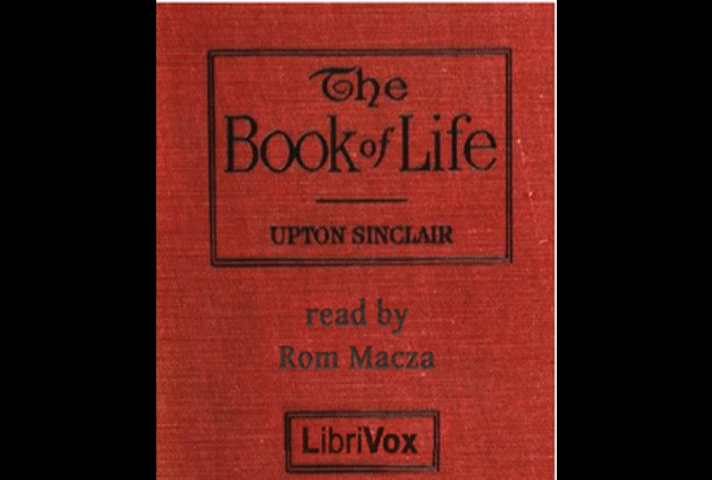 The
Book of Life
UPTON SINCLAIR
read by
Rom Macza
LibriVox